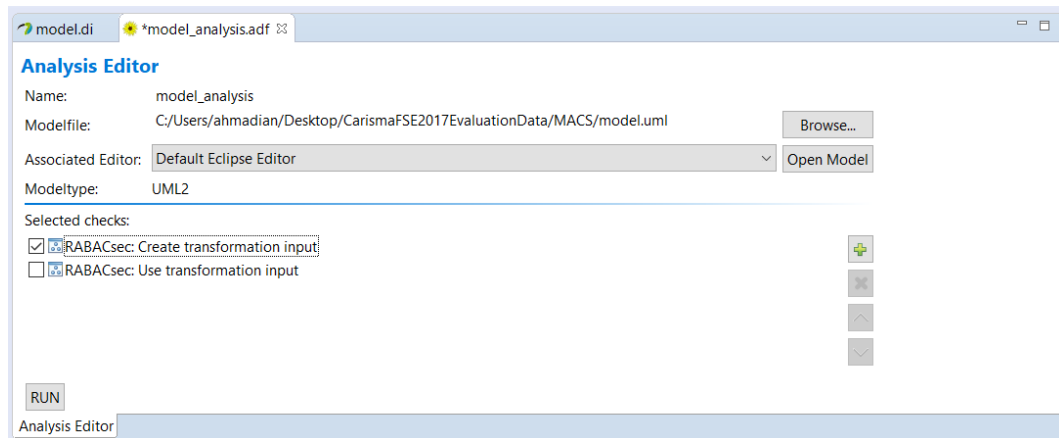 model.di *model_analysis.adf
Analysis Editor
Name: model_analysis
Modelfile: C:/Users/ahmadian/Desktop/CarismaFSE2017EvaluationData/MACS/model.uml Browse...
Associated Editor: Default Eclipse Editor Open Model
Modeltype: UML2
Selected checks:
RABACsec: Create transformation input
RABACsec: Use transformation input
RUN
Analysis Editor